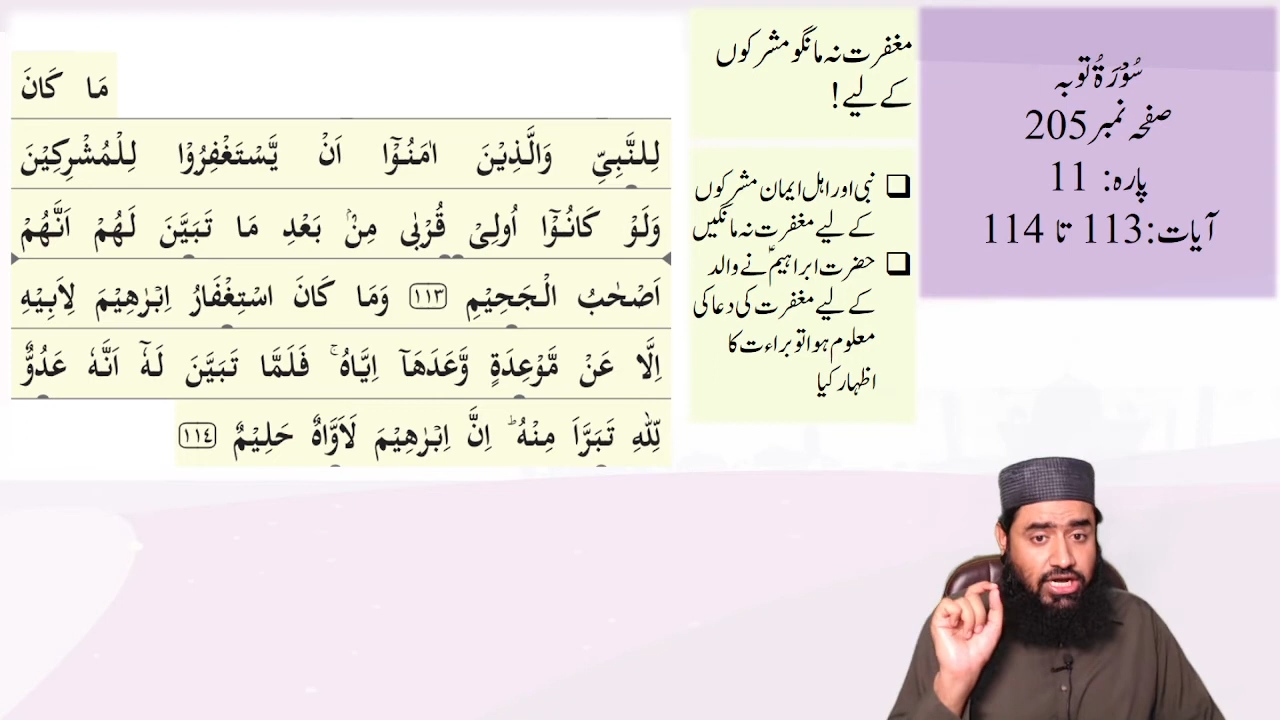 سُوْرَۃُ توبہ
صفحہ نمبر 205
پارہ: 11
آیات: 113 تا 114
مغفرت نہ مانگو مشرکوں
کے لیے!
نبی اور اہل ایمان مشرکوں
کے لیے مغفرت نہ مانگیں
حضرت ابراہیمؑ نے والد
کے لیے مغفرت کی دعا کی
معلوم ہوا تو براءت کا
اظہار کیا
مَا كَانَ
لِلنَّبِىِّ وَالَّذِيْنَ اٰمَنُوْۤا اَنْ يَّسْتَغْفِرُوْا لِلْمُشْرِكِيْنَ
وَلَوْ كَانُوْۤا اُولِىْ قُرْبٰى مِنْۢ بَعْدِ مَا تَبَيَّنَ لَهُمْ اَنَّهُمْ
اَصْحٰبُ الْجَحِيْمِ ١١٣ وَمَا كَانَ اسْتِغْفَارُ اِبْرٰهِيْمَ لِاَبِيْهِ
اِلَّا عَنْ مَّوْعِدَةٍ وَّعَدَهَاۤ اِيَّاهُ ۚ فَلَمَّا تَبَيَّنَ لَهٗۤ اَنَّهٗ عَدُوٌّ
لِّلّٰهِ تَبَرَّاَ مِنْهُ ؕ اِنَّ اِبْرٰهِيْمَ لَاَوَّاهٌ حَلِيْمٌ ١١٤